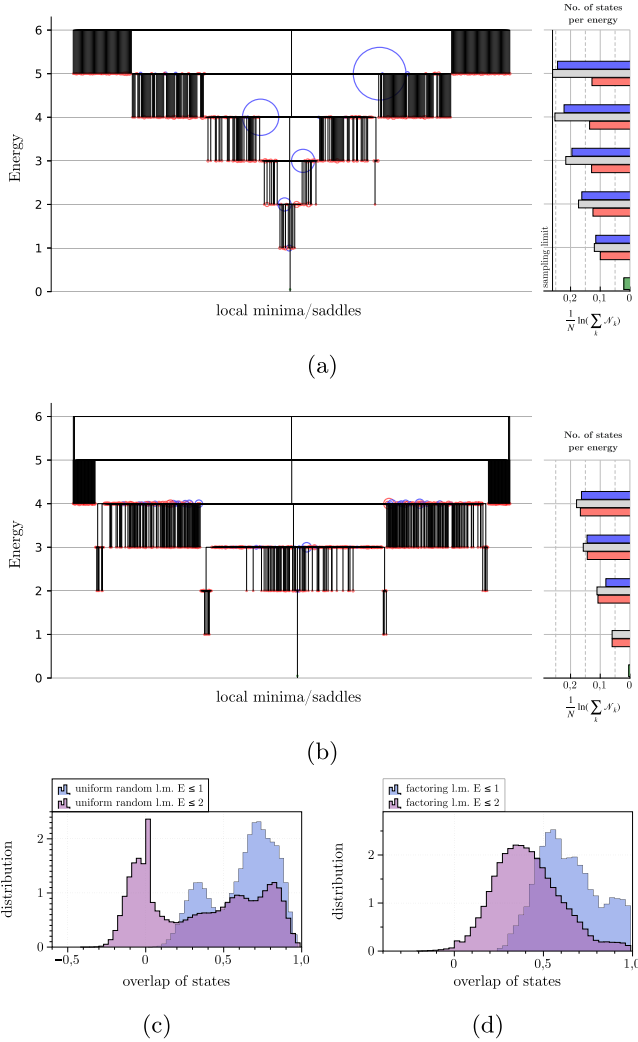 No. of states
per energy
6
5
4
3
2
1
0
Energy
local minima/saddles
sampling limit
0,2 0,1 0
1/N ln(∑_k 𝒩_k)
(a)
No. of states
per energy
6
5
4
3
2
1
0
Energy
local minima/saddles
0,2 0,1 0
1/N ln(∑_k 𝒩_k)
(b)
uniform random l.m. E ≤ 1
uniform random l.m. E ≤ 2
2
1
0
distribution
−0,5 0 0,5 1,0
overlap of states
(c)
factoring l.m. E ≤ 1
factoring l.m. E ≤ 2
2
1
0
distribution
0 0,5 1,0
overlap of states
(d)